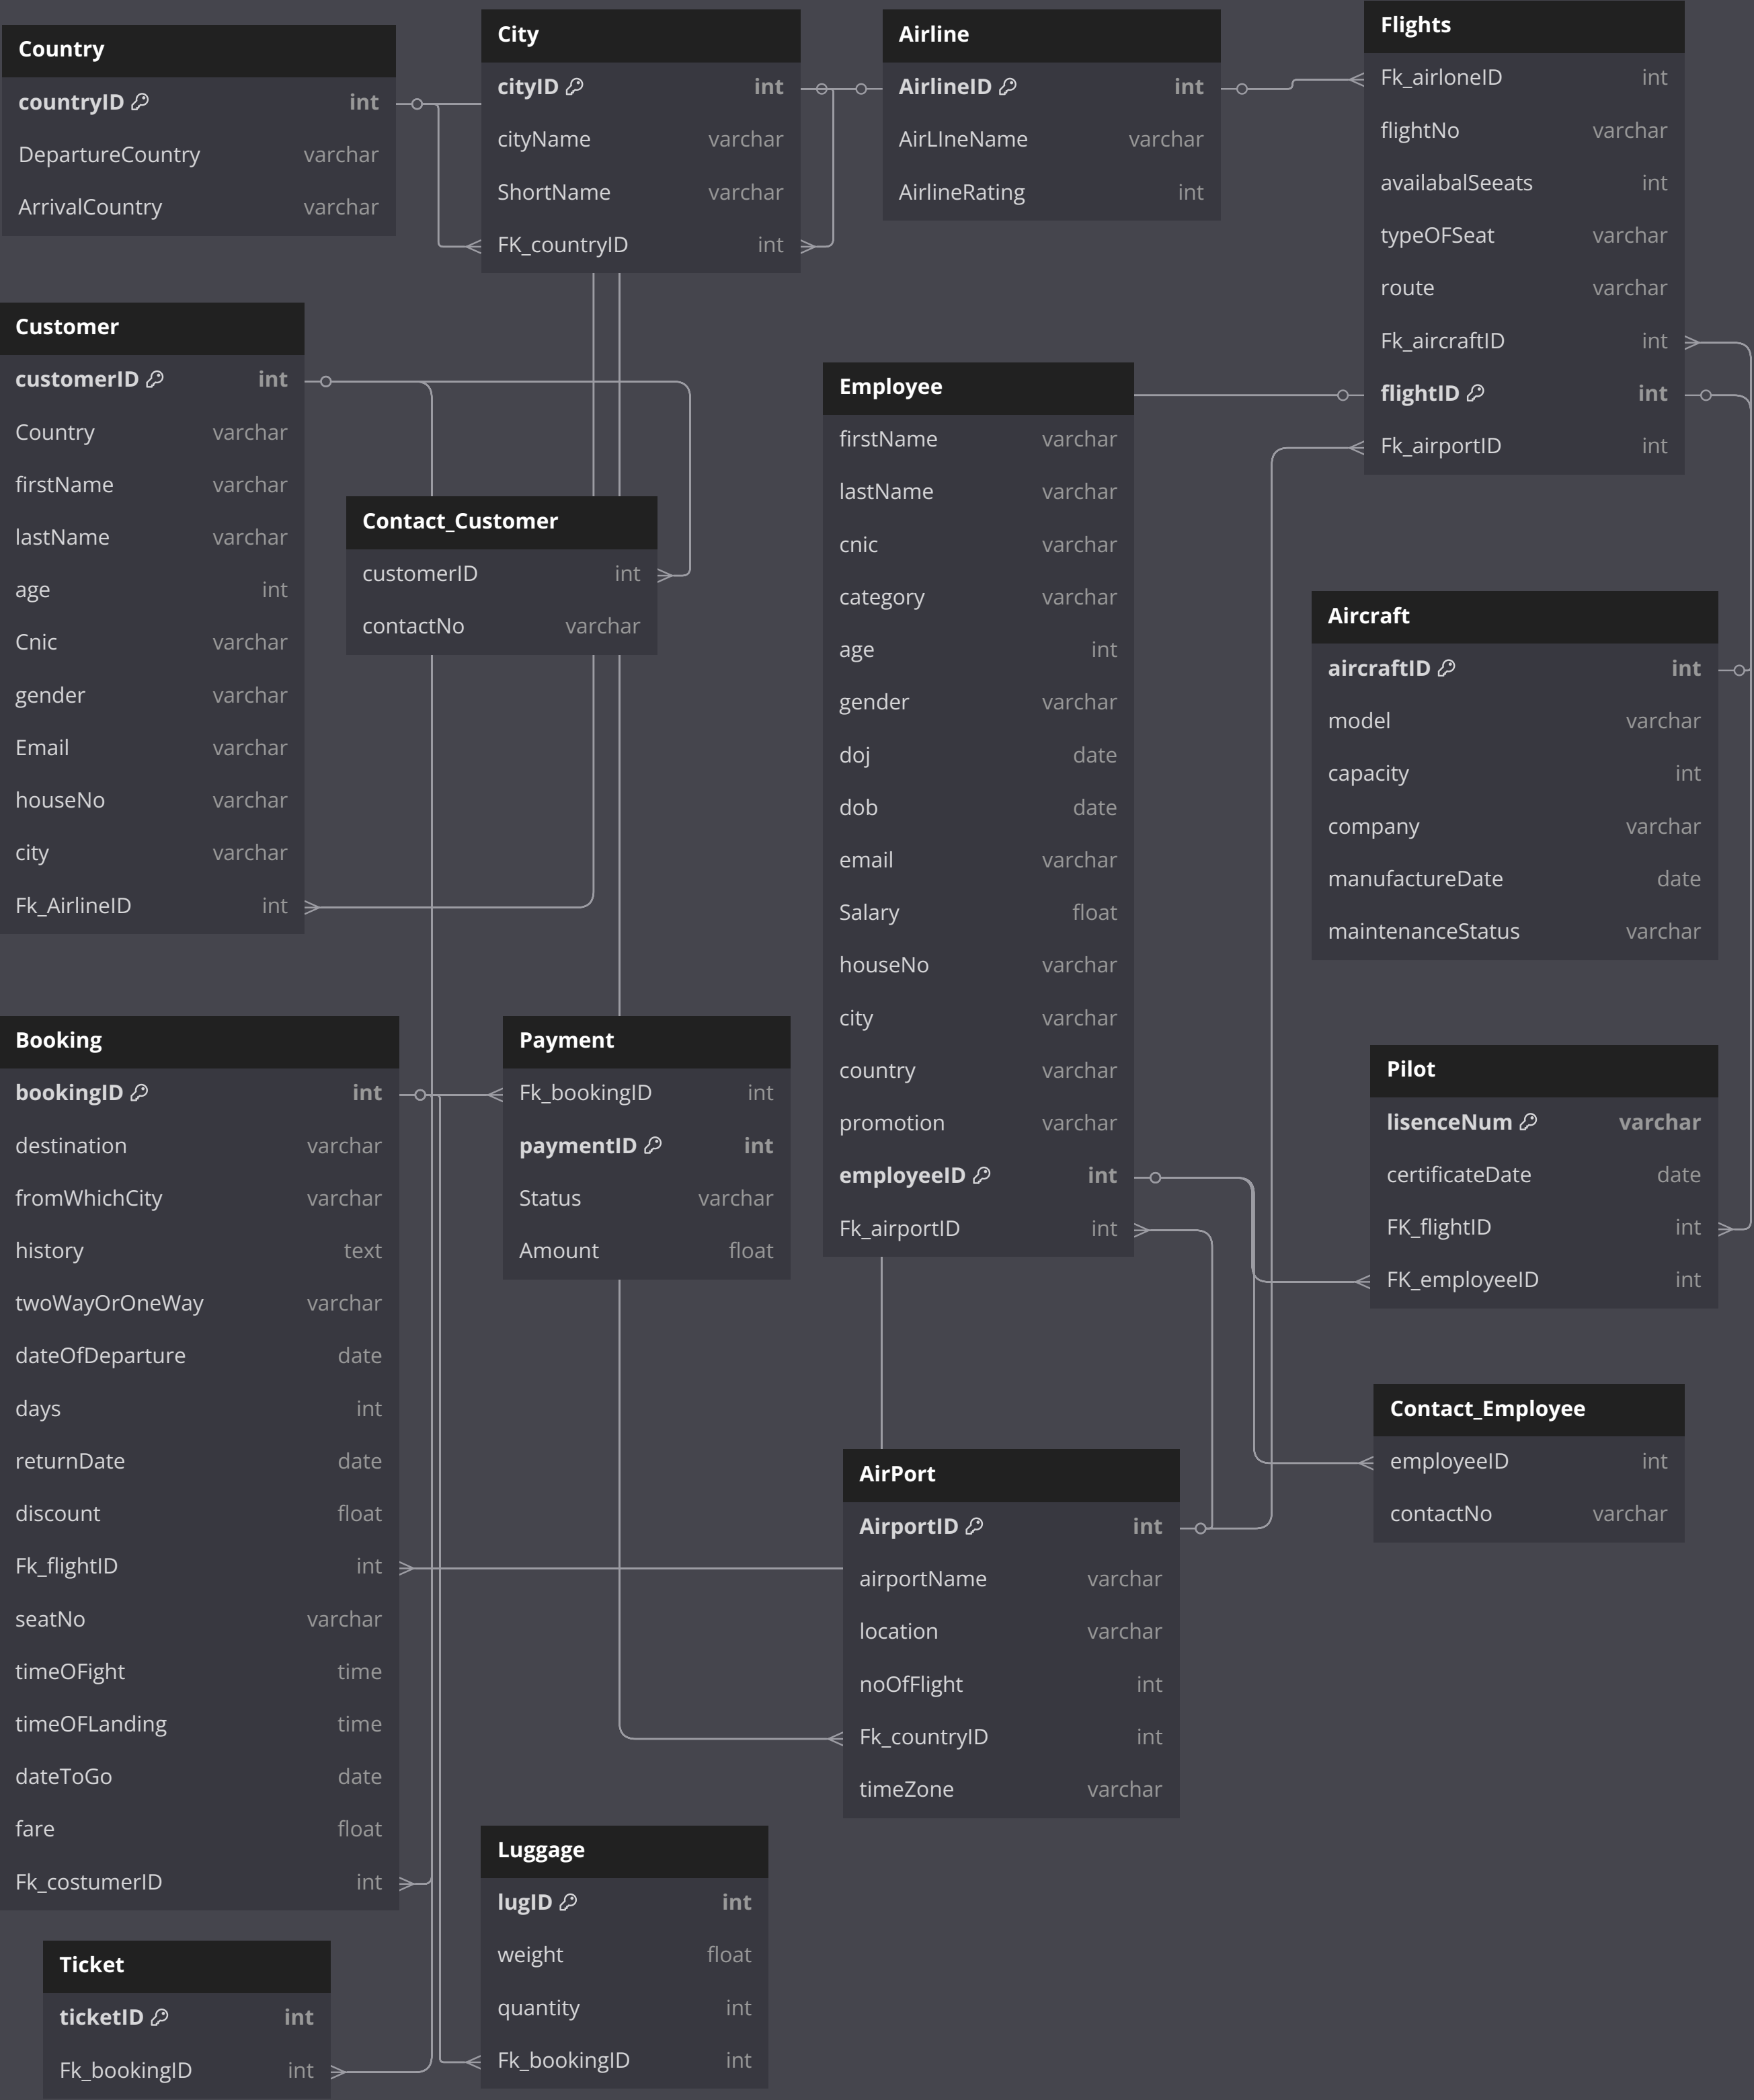 Country
countryID int
DepartureCountry varchar
ArrivalCountry varchar
City
cityID int
cityName varchar
ShortName varchar
FK_countryID int
Airline
AirlineID int
AirLIneName varchar
AirlineRating int
Flights
Fk_airloneID int
flightNo varchar
availabalSeeats int
typeOFSeat varchar
route varchar
Fk_aircraftID int
flightID int
Fk_airportID int
Customer
customerID int
Country varchar
firstName varchar
lastName varchar
age int
Cnic varchar
gender varchar
Email varchar
houseNo varchar
city varchar
Fk_AirlineID int
Contact_Customer
customerID int
contactNo varchar
Employee
firstName varchar
lastName varchar
cnic varchar
category varchar
age int
gender varchar
doj date
dob date
email varchar
Salary float
houseNo varchar
city varchar
country varchar
promotion varchar
employeeID int
Fk_airportID int
Aircraft
aircraftID int
model varchar
capacity int
company varchar
manufactureDate date
maintenanceStatus varchar
Booking
bookingID int
destination varchar
fromWhichCity varchar
history text
twoWayOrOneWay varchar
dateOfDeparture date
days int
returnDate date
discount float
Fk_flightID int
seatNo varchar
timeOFight time
timeOFLanding time
dateToGo date
fare float
Fk_costumerID int
Payment
Fk_bookingID int
paymentID int
Status varchar
Amount float
Pilot
lisenceNum varchar
certificateDate date
FK_flightID int
FK_employeeID int
Contact_Employee
employeeID int
contactNo varchar
AirPort
AirportID int
airportName varchar
location varchar
noOfFlight int
Fk_countryID int
timeZone varchar
Luggage
lugID int
weight float
quantity int
Fk_bookingID int
Ticket
ticketID int
Fk_bookingID int